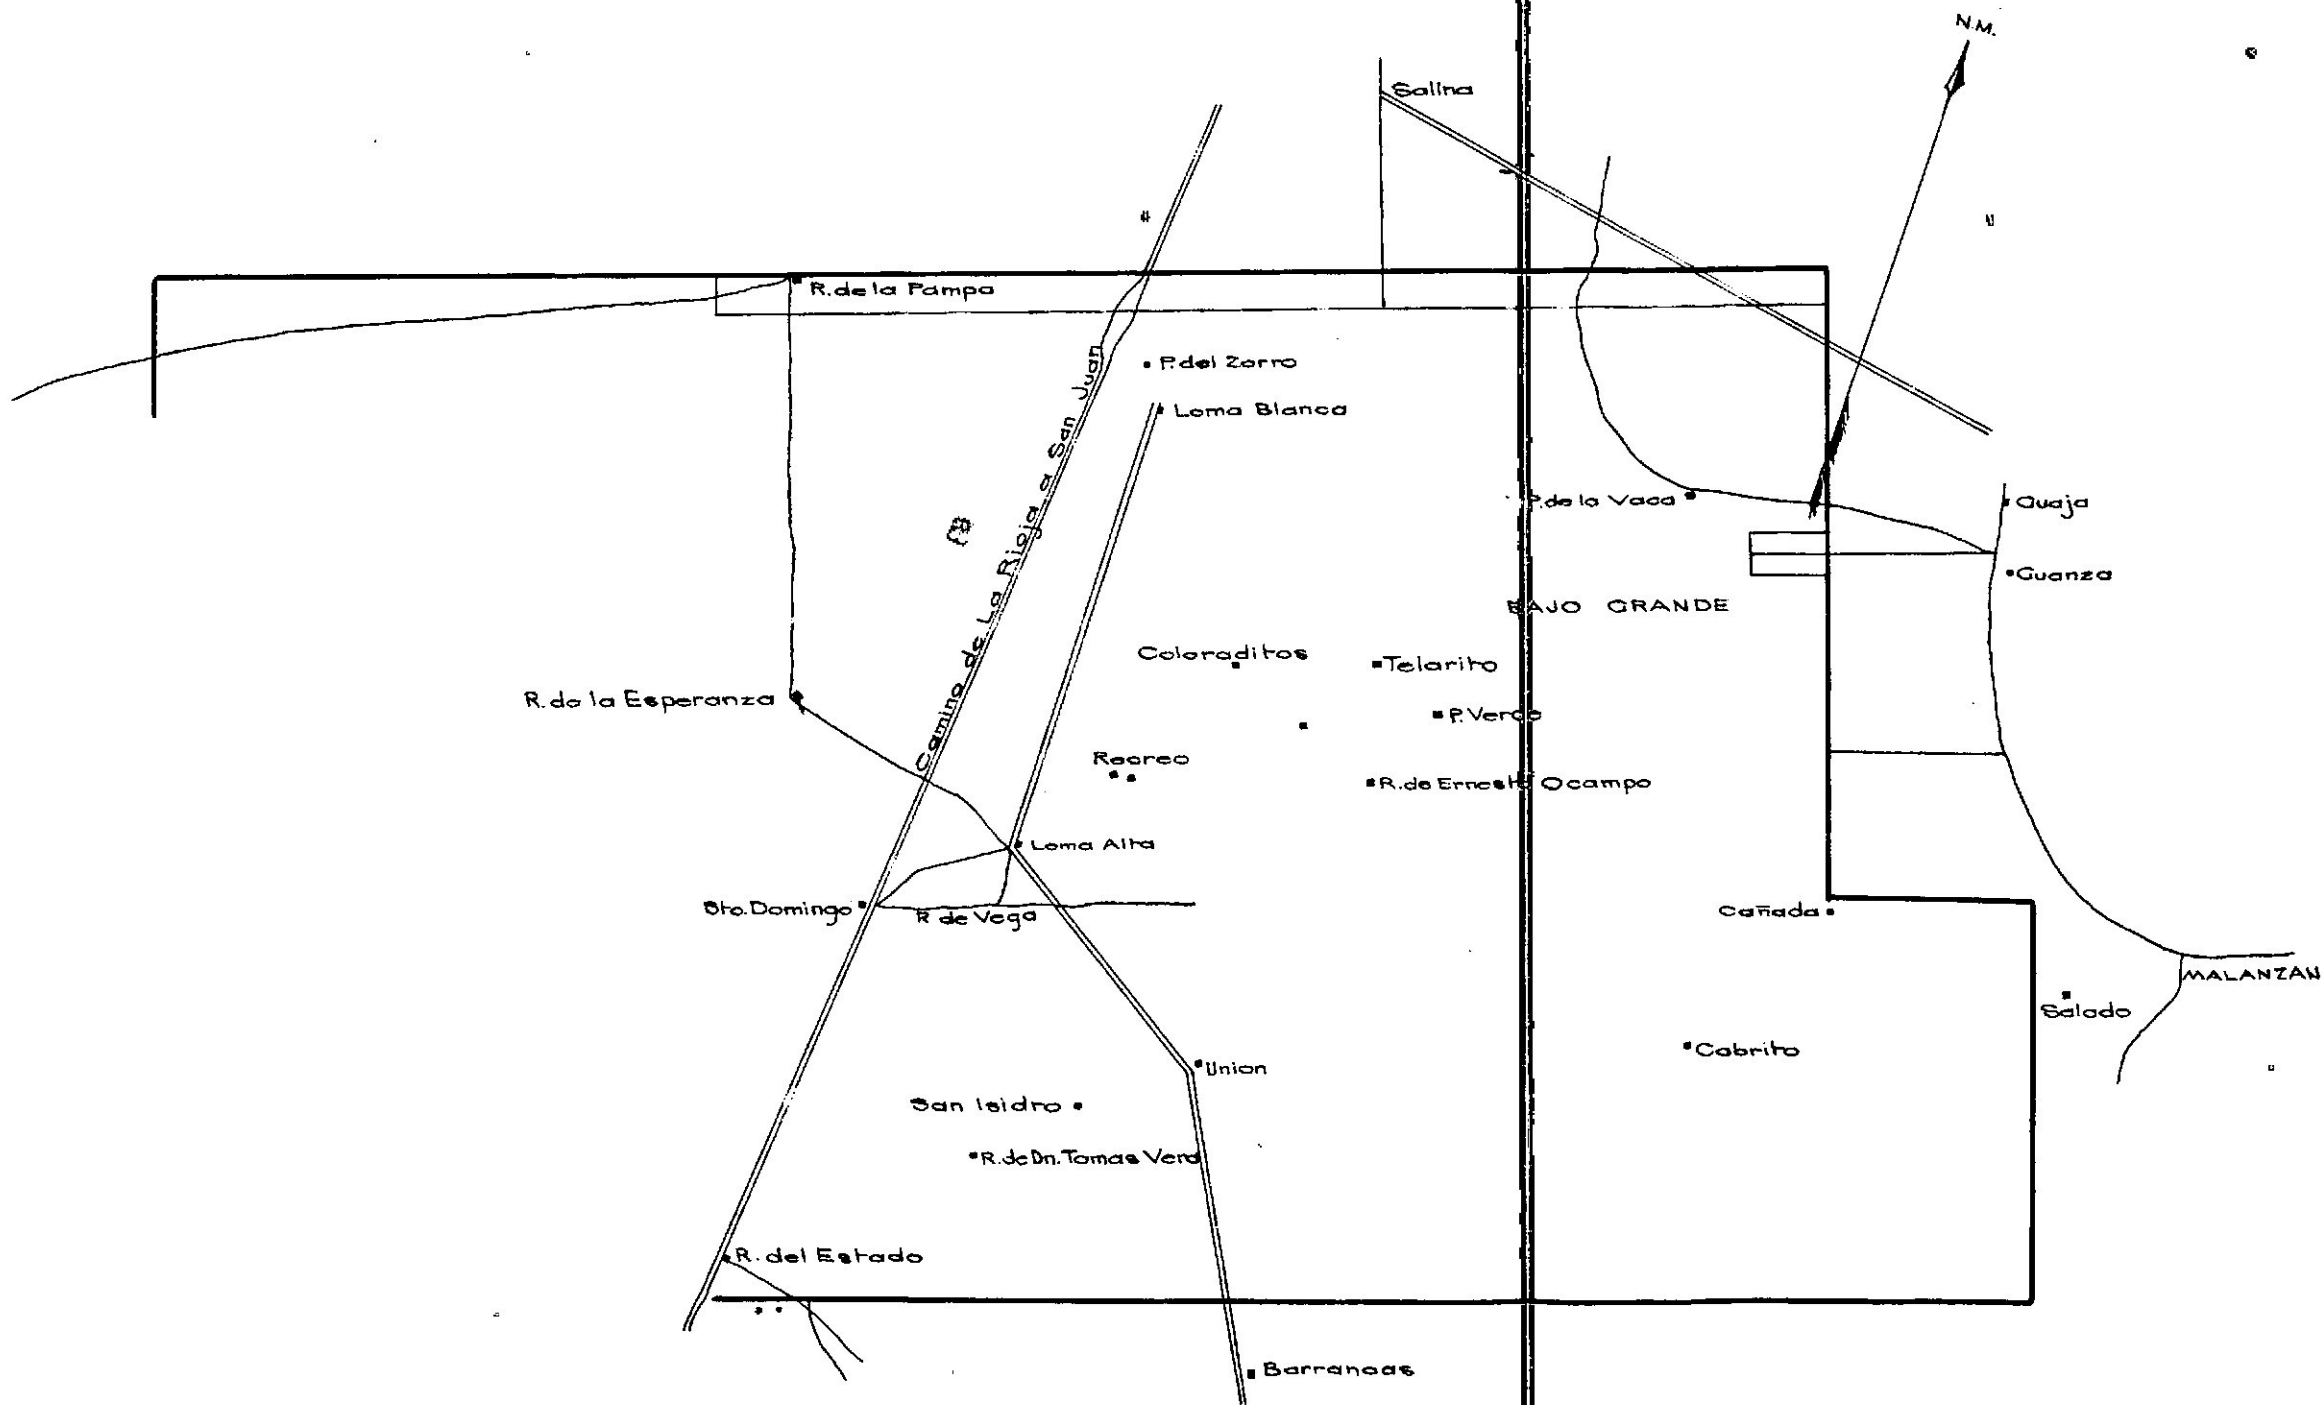 N.M.
Salina
R. de la Pampa
P. del Zorro
Loma Blanca
Camino de La Rioja a San Juan
P. de la Vaca
Guaja
Guanza
BAJO GRANDE
Coloraditos
Telarito
R. de la Esperanza
P. Verde
Recreo
R. de Ernesto Ocampo
Loma Alta
Sto. Domingo
R de Vega
Cañada
MALANZAN
Salado
Cabrito
Union
San Isidro
R. de Dn. Tomas Vera
R. del Estado
Barrancas